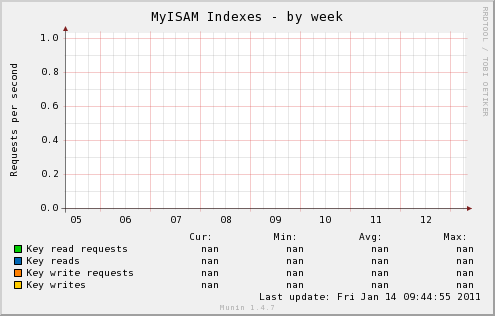 MyISAM Indexes - by week
RRDTOOL / TOBI OETIKER
Requests per second
1.0
0.8
0.6
0.4
0.2
0.0
05 06 07 08 09 10 11 12
Cur: Min: Avg: Max:
Key read requests nan nan nan nan
Key reads nan nan nan nan
Key write requests nan nan nan nan
Key writes nan nan nan nan
Last update: Fri Jan 14 09:44:55 2011
Munin 1.4.7